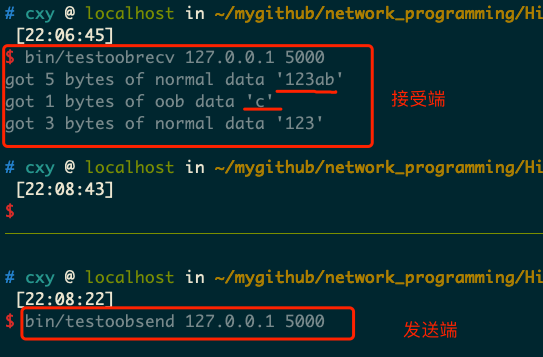 # cxy @ localhost in ~/mygithub/network_programming/Hi
[22:06:45]
$ bin/testoobrecv 127.0.0.1 5000
got 5 bytes of normal data '123ab'
got 1 bytes of oob data 'c'
接受端
got 3 bytes of normal data '123'
# cxy @ localhost in ~/mygithub/network_programming/Hi
[22:08:43]
$
# cxy @ localhost in ~/mygithub/network_programming/Hi
[22:08:22]
$ bin/testoobsend 127.0.0.1 5000
发送端